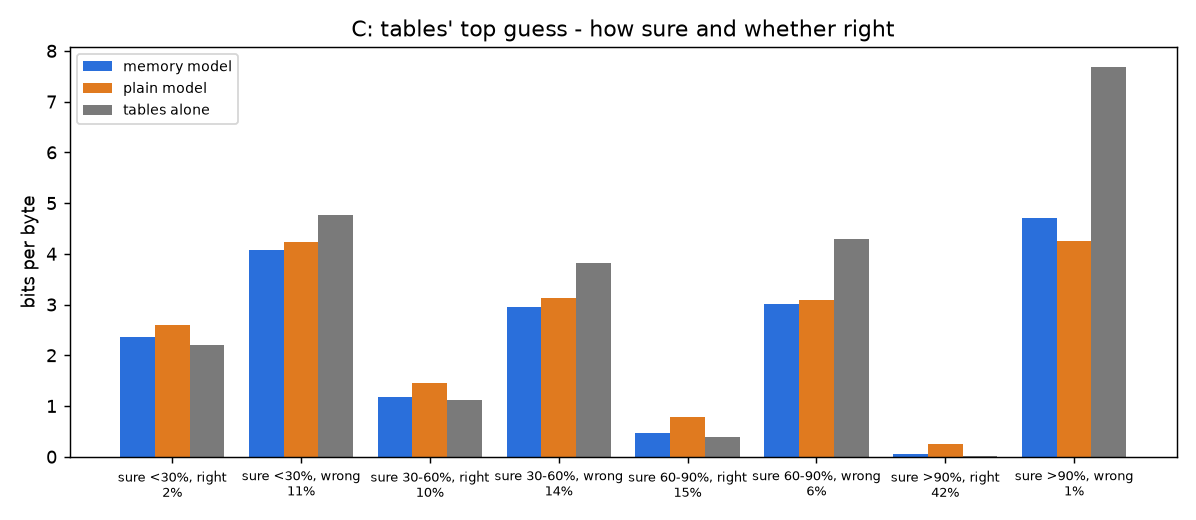 C: tables' top guess - how sure and whether right
memory model
plain model
tables alone
bits per byte
8
7
6
5
4
3
2
1
0
sure <30%, right
2%
sure <30%, wrong
11%
sure 30-60%, right
10%
sure 30-60%, wrong
14%
sure 60-90%, right
15%
sure 60-90%, wrong
6%
sure >90%, right
42%
sure >90%, wrong
1%